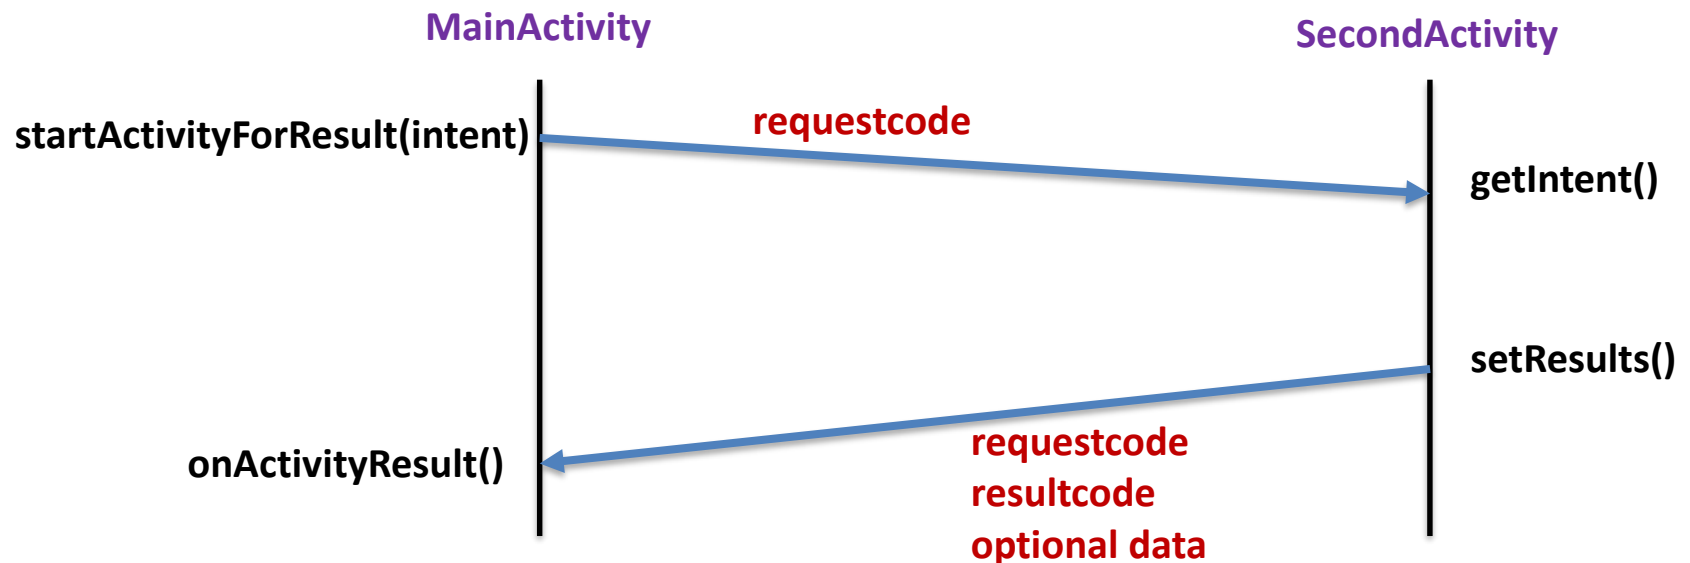 MainActivity
SecondActivity
startActivityForResult(intent)
requestcode
getIntent()
setResults()
onActivityResult()
requestcode
resultcode
optional data